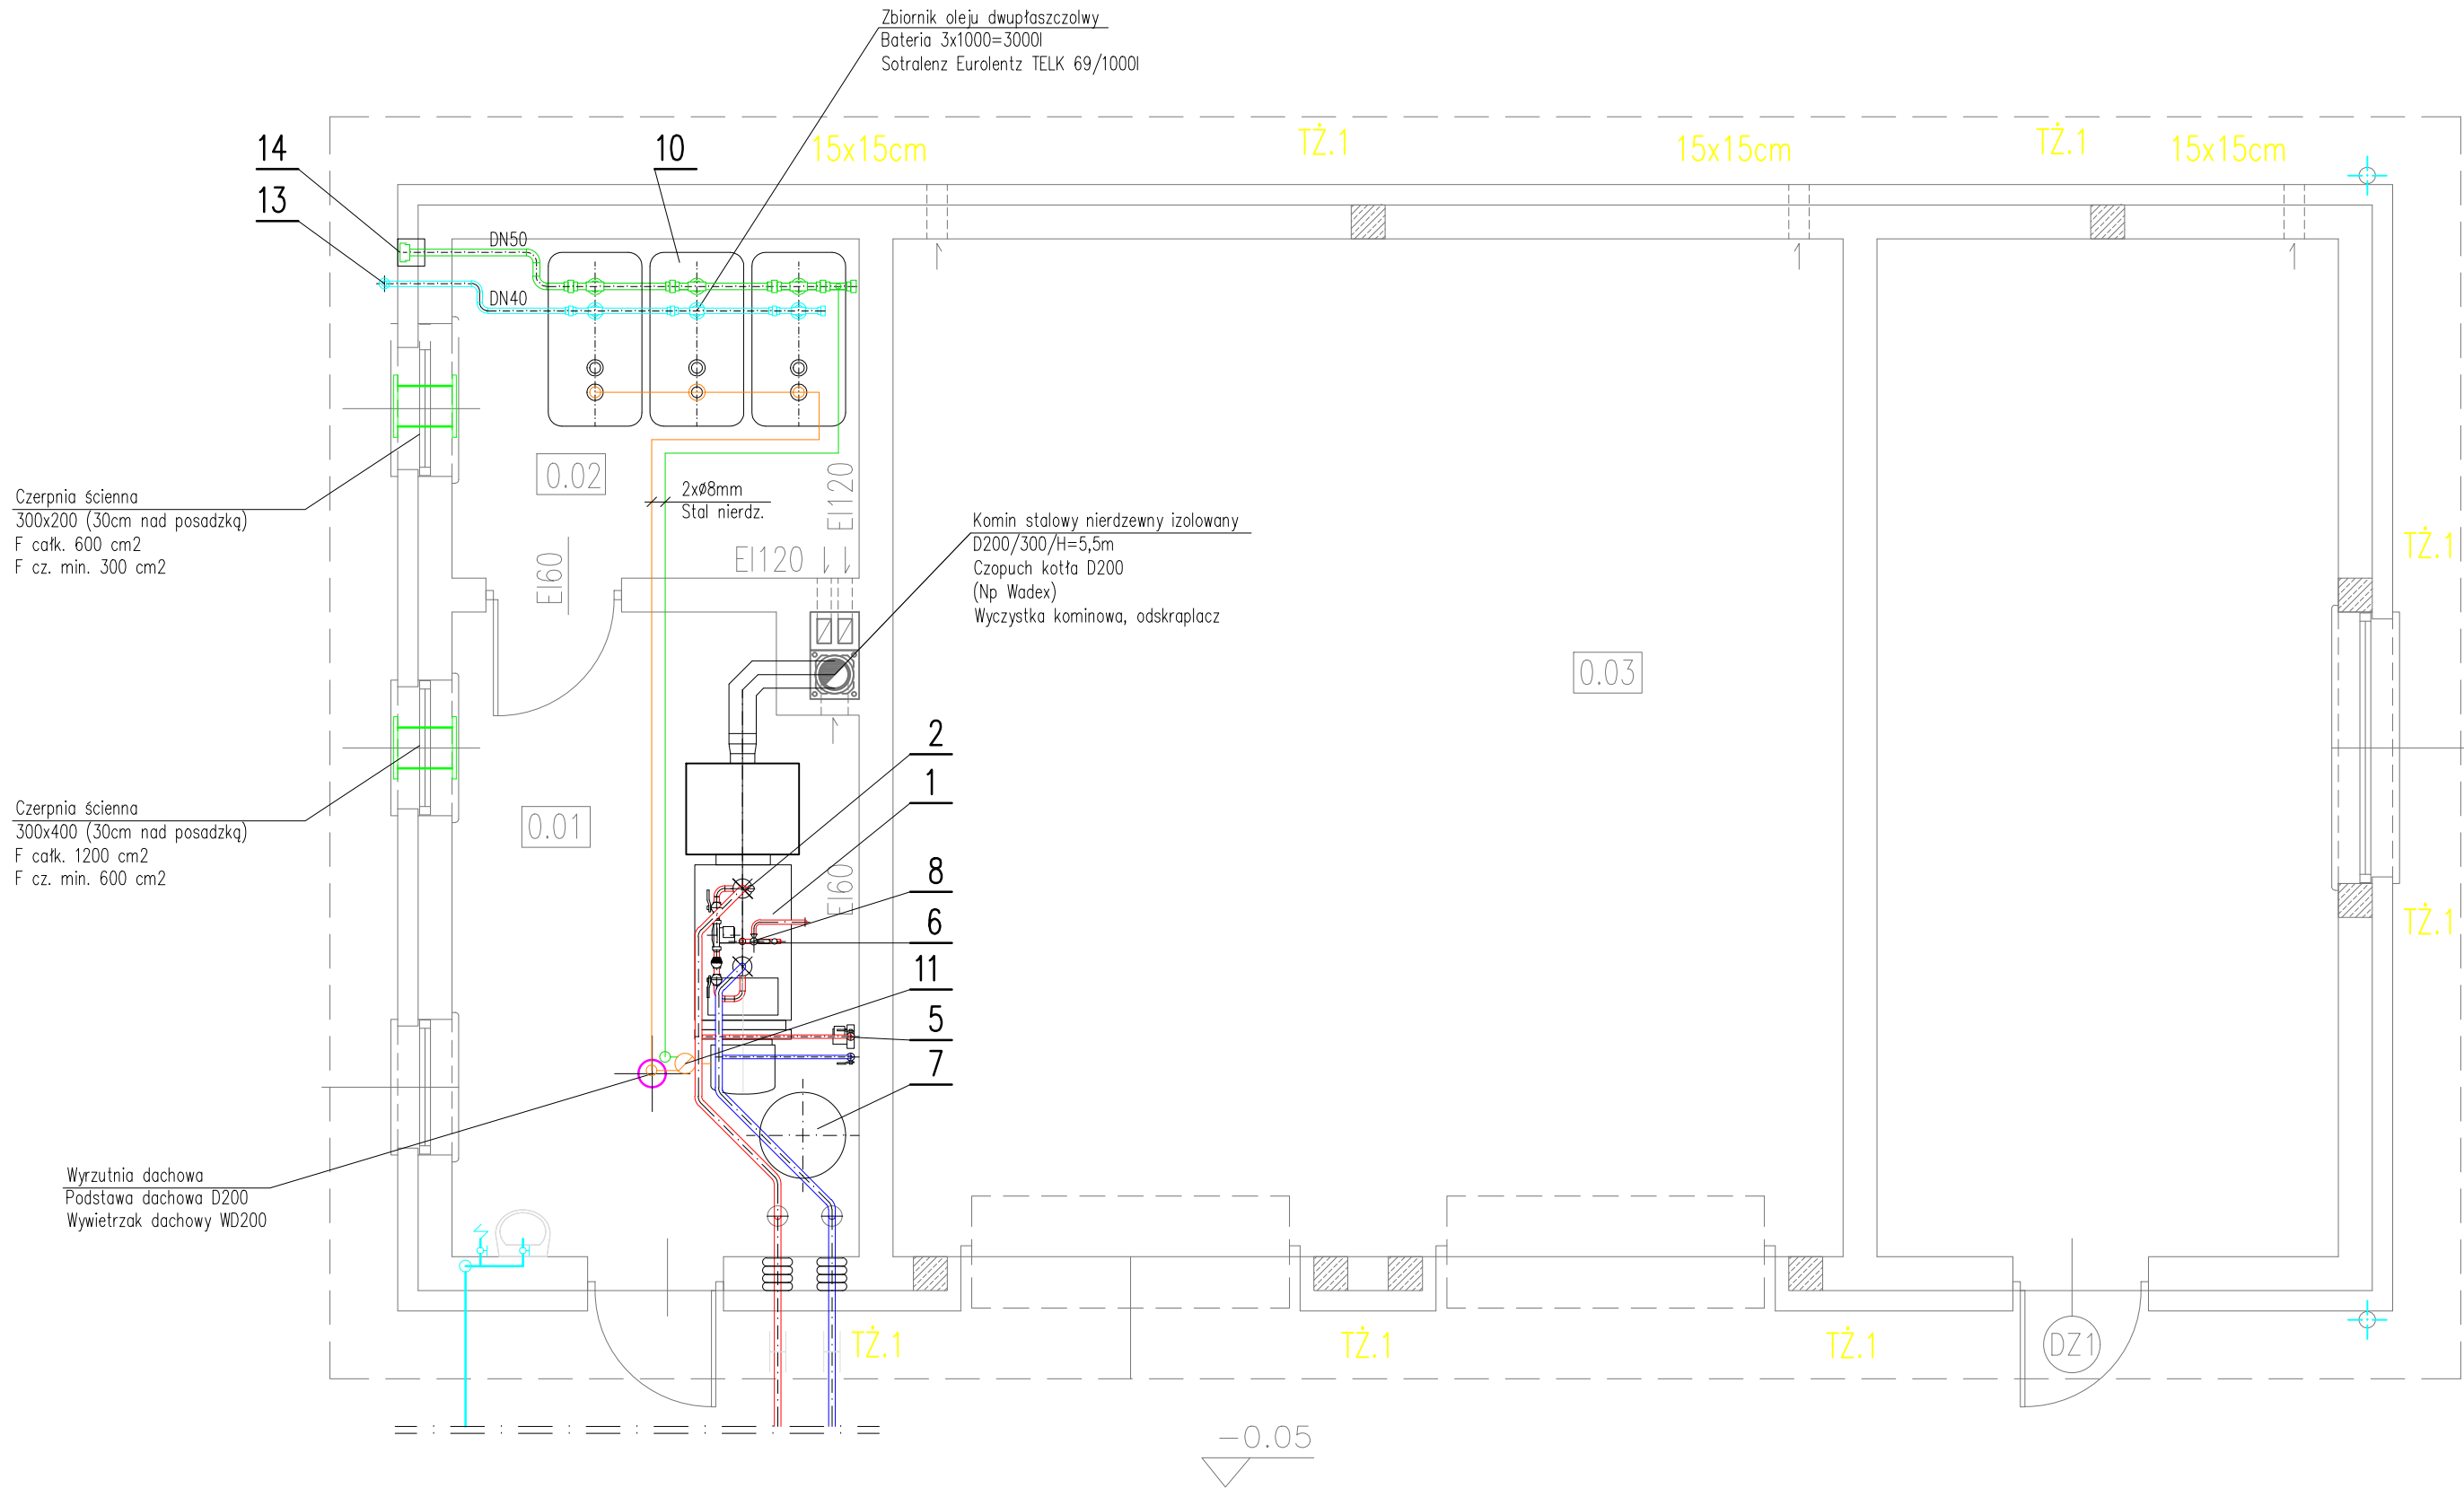 Zbiornik oleju dwupłaszczolwy
Bateria 3x1000=3000l
Sotralenz Eurolentz TELK 69/1000l
14
10
15x15cm
TŻ.1
15x15cm
TŻ.1
15x15cm
13
DN50
DN40
0.02
EI120
2xø8mm
Stal nierdz.
Czerpnia ścienna
300x200 (30cm nad posadzką)
F całk. 600 cm2
F cz. min. 300 cm2
EI60
EI120
Komin stalowy nierdzewny izolowany
D200/300/H=5,5m
Czopuch kotła D200
(Np Wadex)
Wyczystka kominowa, odskraplacz
TŻ.1
0.03
2
1
Czerpnia ścienna
300x400 (30cm nad posadzką)
F całk. 1200 cm2
F cz. min. 600 cm2
0.01
EI60
8
6
11
5
7
TŻ.1
Wyrzutnia dachowa
Podstawa dachowa D200
Wywietrzak dachowy WD200
TŻ.1
TŻ.1
TŻ.1
DZ1
-0.05